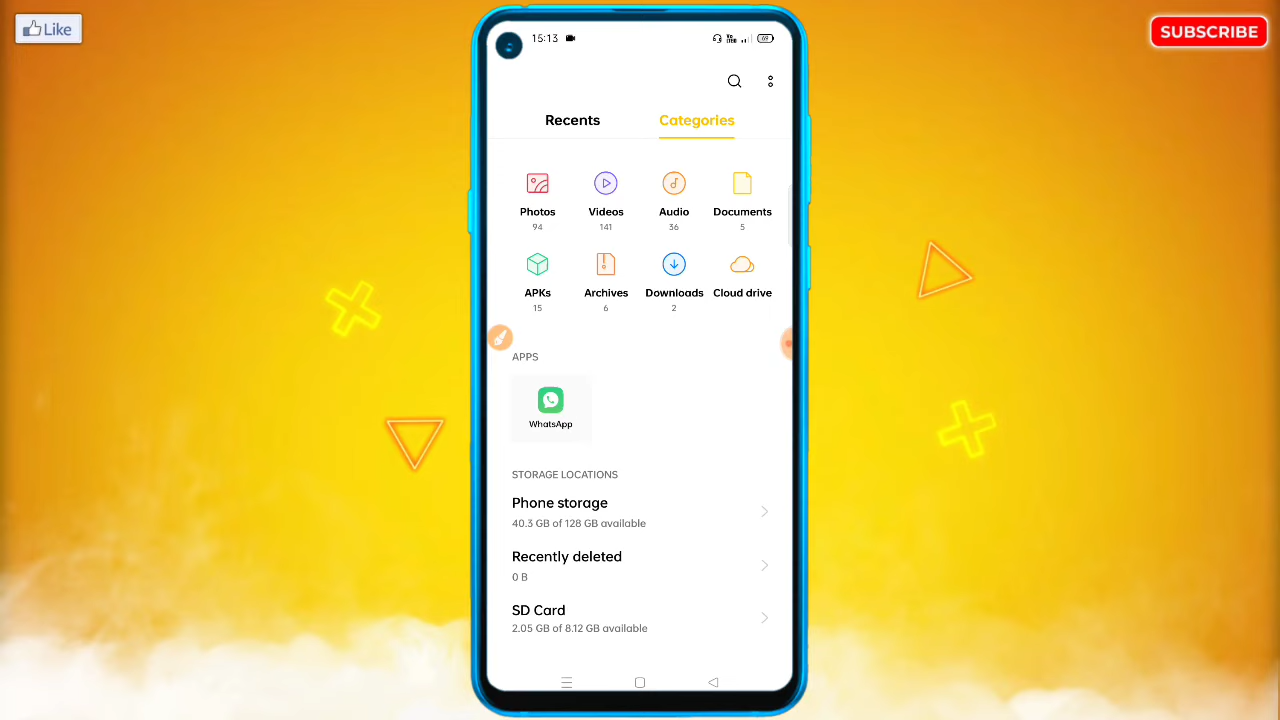 Like
SUBSCRIBE
15:13
69
Recents
Categories
Photos
Videos
Audio
Documents
94
141
36
5
APKs
Archives
Downloads
Cloud drive
15
6
2
APPS
WhatsApp
STORAGE LOCATIONS
Phone storage
40.3 GB of 128 GB available
Recently deleted
0 B
SD Card
2.05 GB of 8.12 GB available